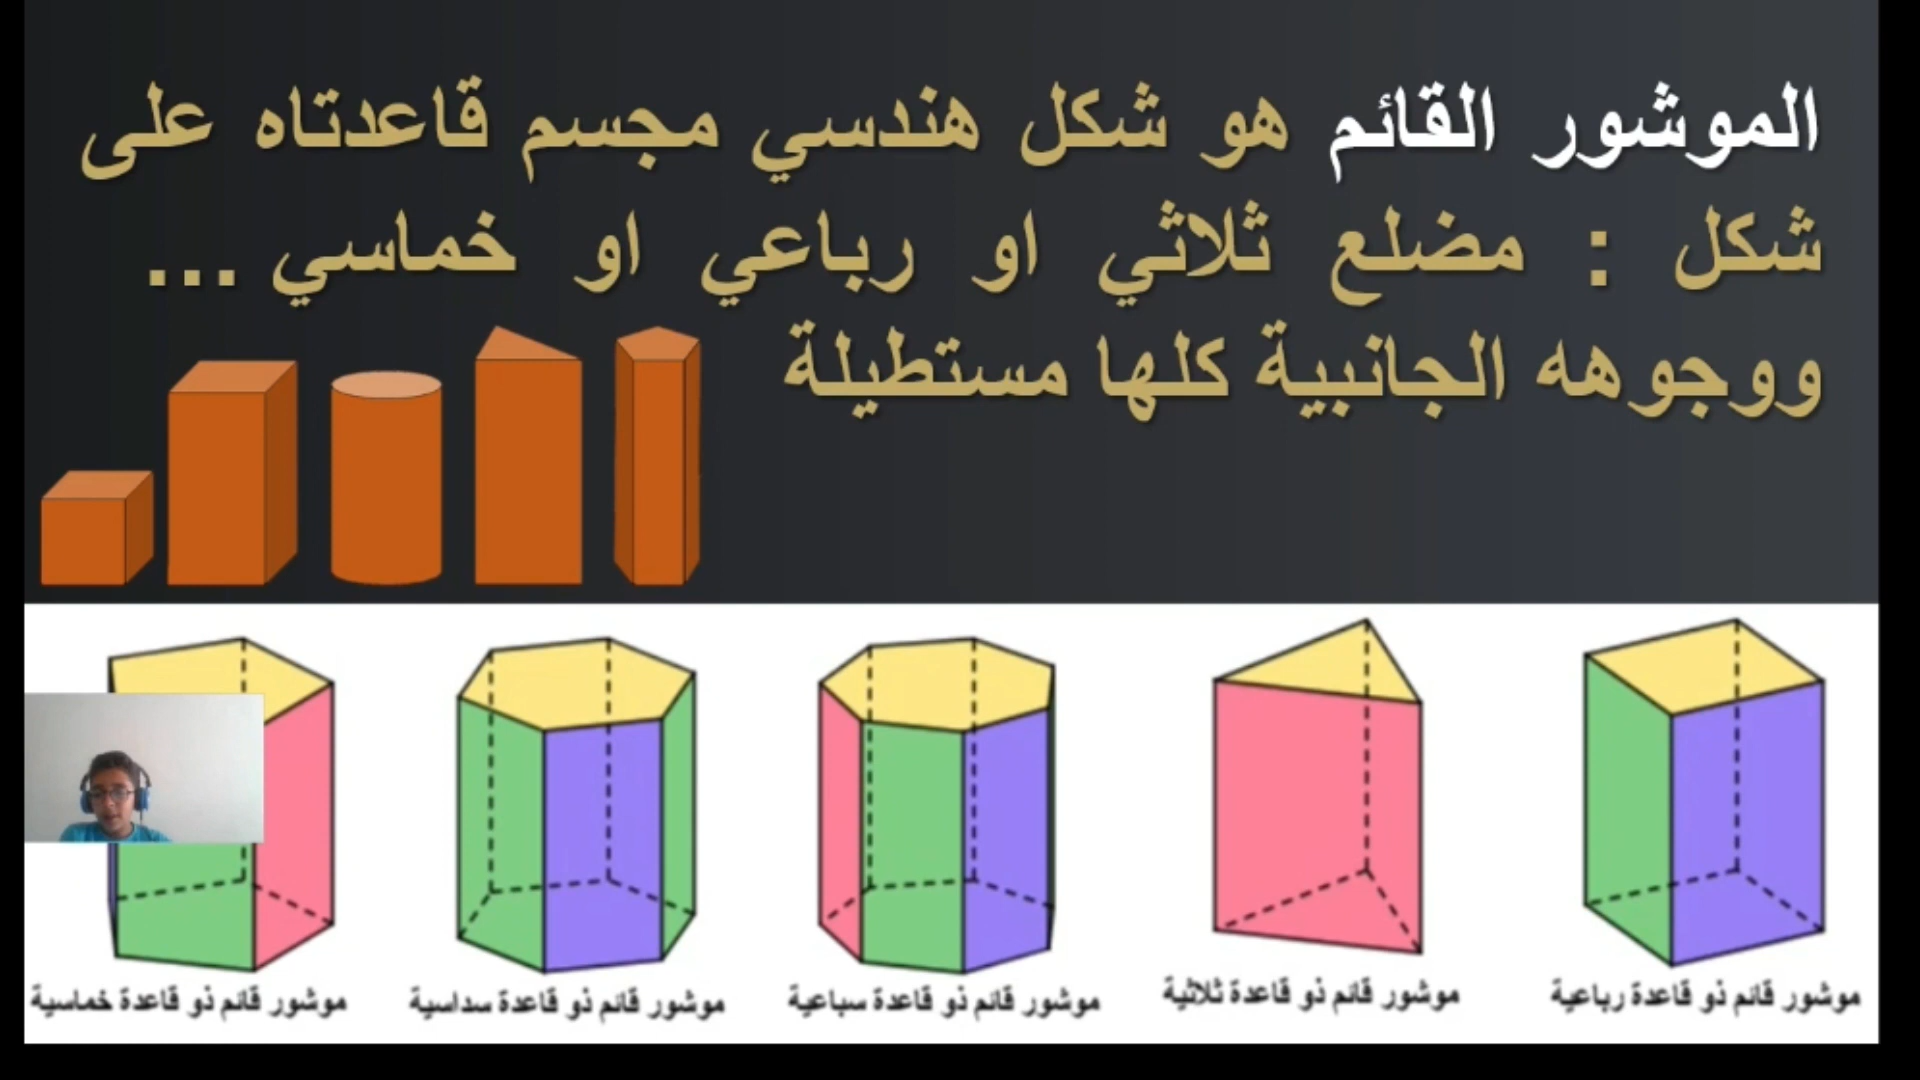 الموشور القائم هو شكل هندسي مجسم قاعدتاه على
شكل : مضلع ثلاثي او رباعي او خماسي ...
ووجوهه الجانبية كلها مستطيلة
موشور قائم ذو قاعدة رباعية
موشور قائم ذو قاعدة ثلاثية
موشور قائم ذو قاعدة سباعية
موشور قائم ذو قاعدة سداسية
موشور قائم ذو قاعدة خماسية